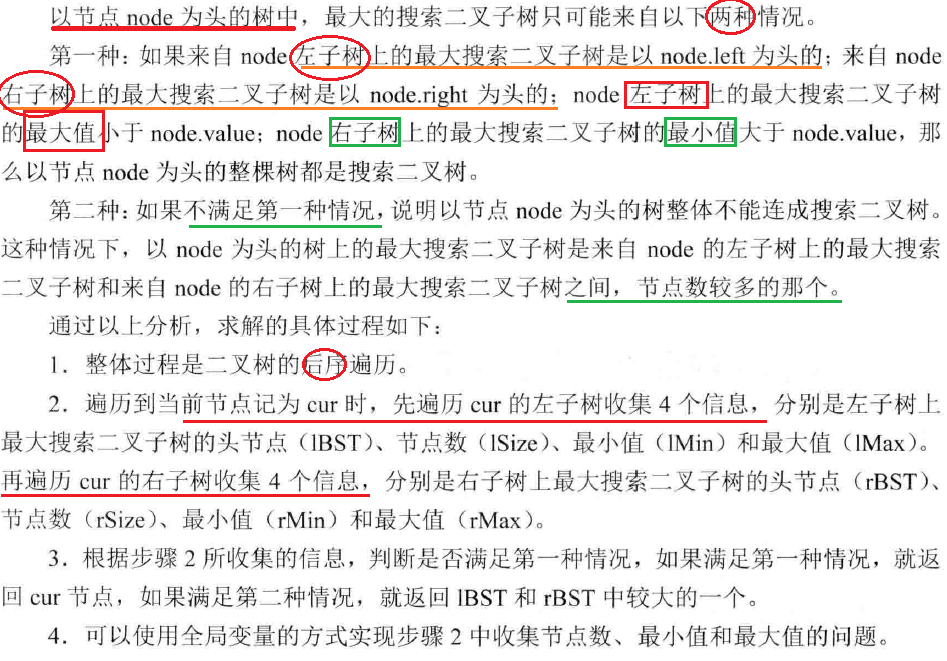 以节点 node 为头的树中，最大的搜索二叉子树只可能来自以下两种情况。
第一种：如果来自 node 左子树上的最大搜索二叉子树是以 node.left 为头的；来自 node
右子树上的最大搜索二叉子树是以 node.right 为头的；node 左子树上的最大搜索二叉子树
的最大值小于 node.value；node 右子树上的最大搜索二叉子树的最小值大于 node.value，那
么以节点 node 为头的整棵树都是搜索二叉树。
第二种：如果不满足第一种情况，说明以节点 node 为头的树整体不能连成搜索二叉树。
这种情况下，以 node 为头的树上的最大搜索二叉子树是来自 node 的左子树上的最大搜索
二叉子树和来自 node 的右子树上的最大搜索二叉子树之间，节点数较多的那个。
通过以上分析，求解的具体过程如下：
1．整体过程是二叉树的后序遍历。
2．遍历到当前节点记为 cur 时，先遍历 cur 的左子树收集 4 个信息，分别是左子树上
最大搜索二叉子树的头节点（lBST）、节点数（lSize）、最小值（lMin）和最大值（lMax）。
再遍历 cur 的右子树收集 4 个信息，分别是右子树上最大搜索二叉子树的头节点（rBST）、
节点数（rSize）、最小值（rMin）和最大值（rMax）。
3．根据步骤 2 所收集的信息，判断是否满足第一种情况，如果满足第一种情况，就返
回 cur 节点，如果满足第二种情况，就返回 lBST 和 rBST 中较大的一个。
4．可以使用全局变量的方式实现步骤 2 中收集节点数、最小值和最大值的问题。